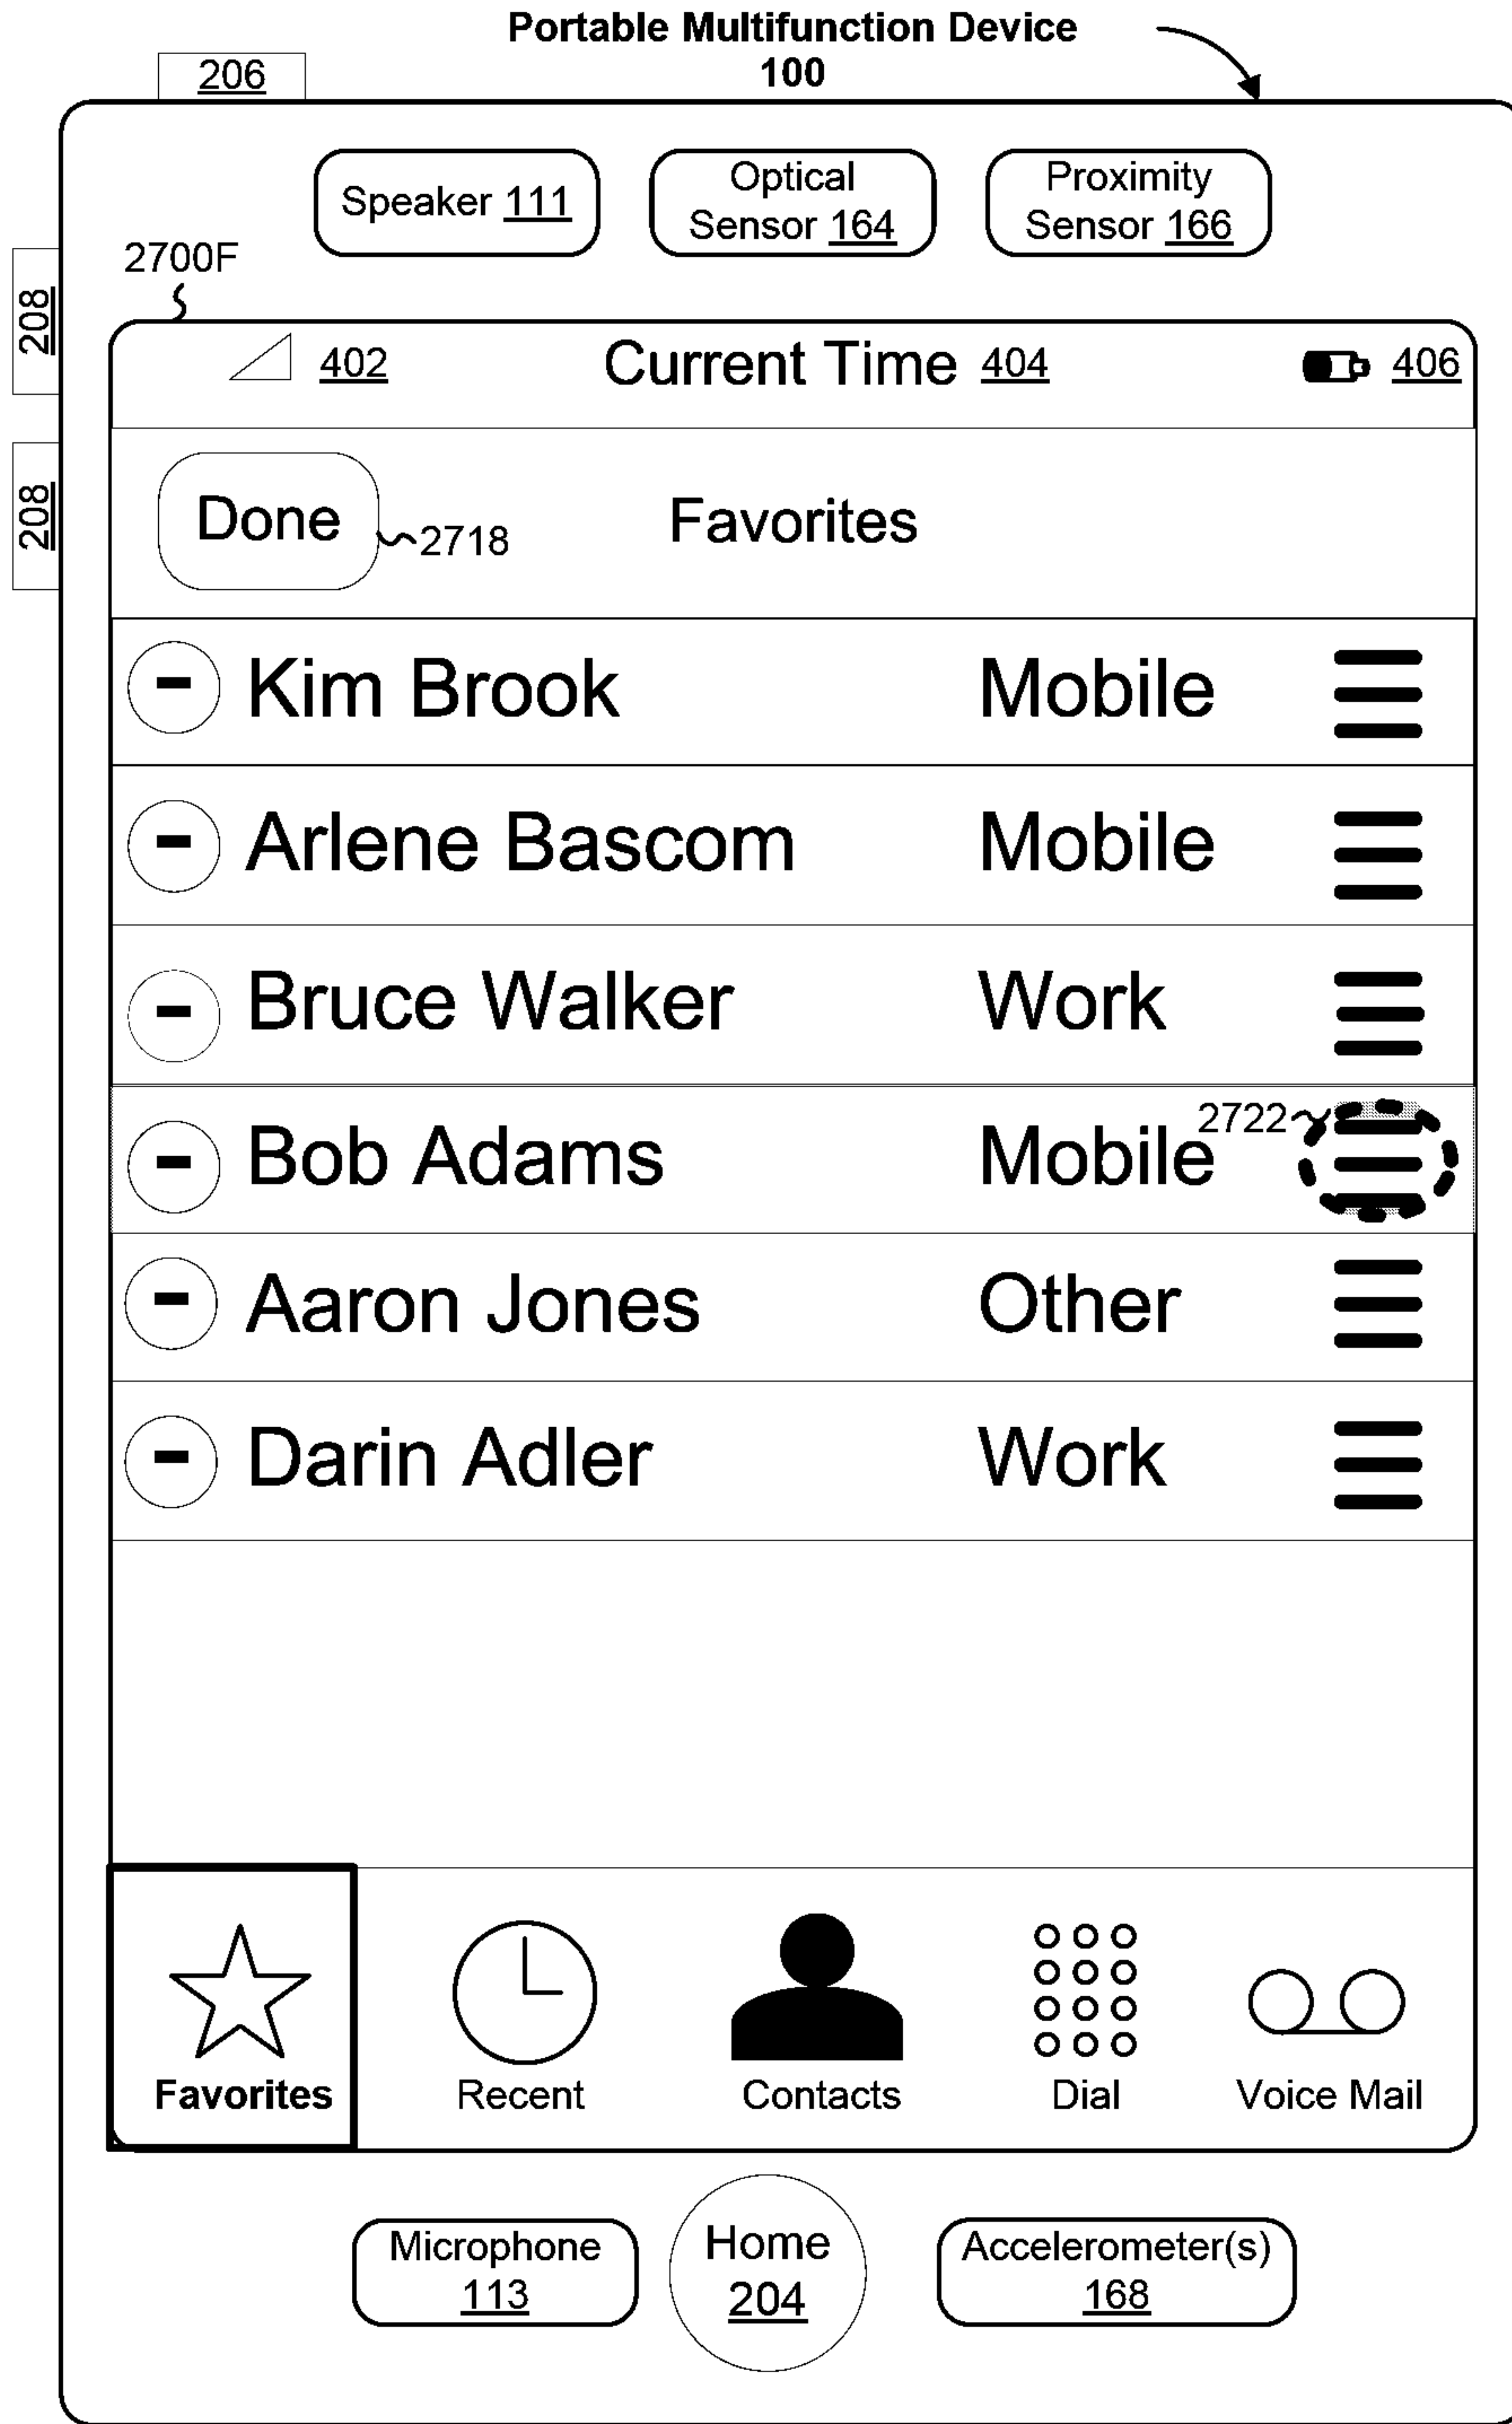 Portable Multifunction Device
100
206
Speaker 111
Optical
Sensor 164
Proximity
Sensor 166
2700F
208
208
402
Current Time 404
406
Done
2718
Favorites
Kim Brook Mobile
Arlene Bascom Mobile
Bruce Walker Work
Bob Adams Mobile 2722
Aaron Jones Other
Darin Adler Work
Favorites
Recent
Contacts
Dial
Voice Mail
Microphone
113
Home
204
Accelerometer(s)
168